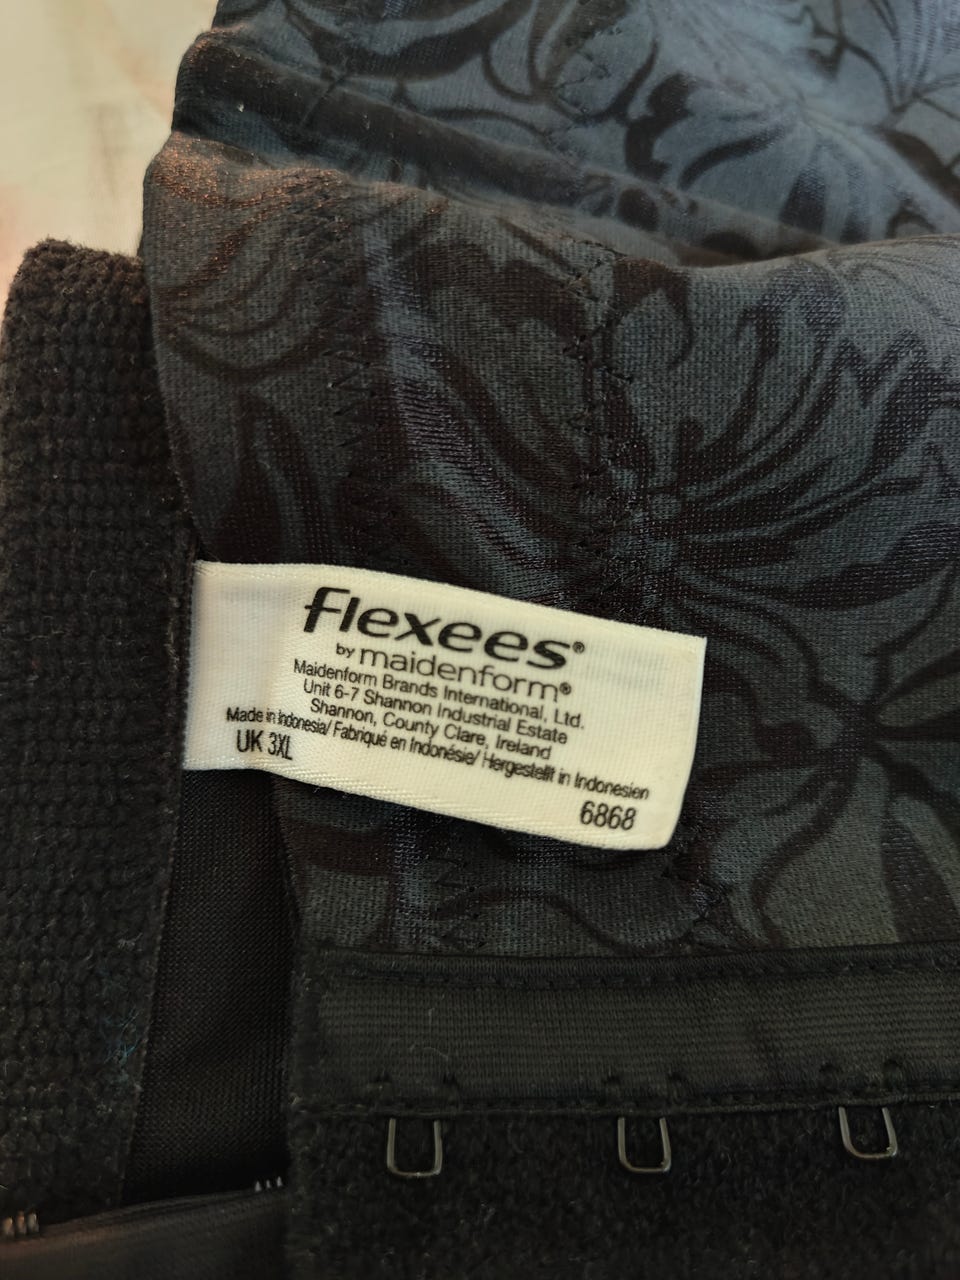 flexees®
by maidenform®
Maidenform Brands International, Ltd.
Unit 6-7 Shannon Industrial Estate
Shannon, County Clare, Ireland
Made in Indonesia/ Fabriqué en Indonésie/ Hergestellt in Indonesien
UK 3XL
6868